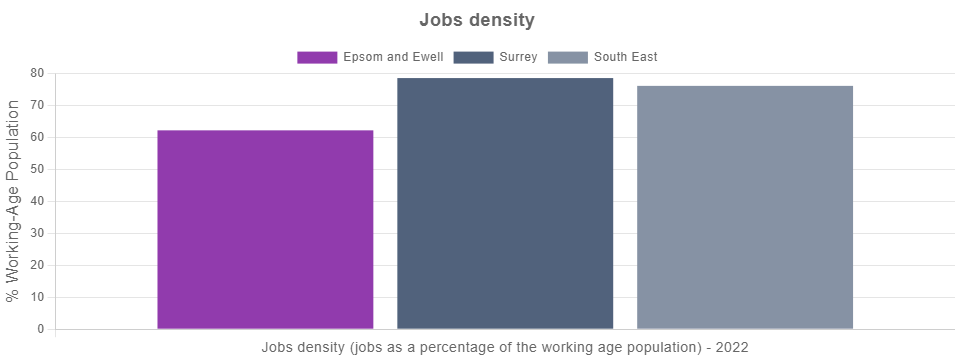 Jobs density
Epsom and Ewell Surrey South East
% Working-Age Population
80
70
60
50
40
30
20
10
0
Jobs density (jobs as a percentage of the working age population) - 2022